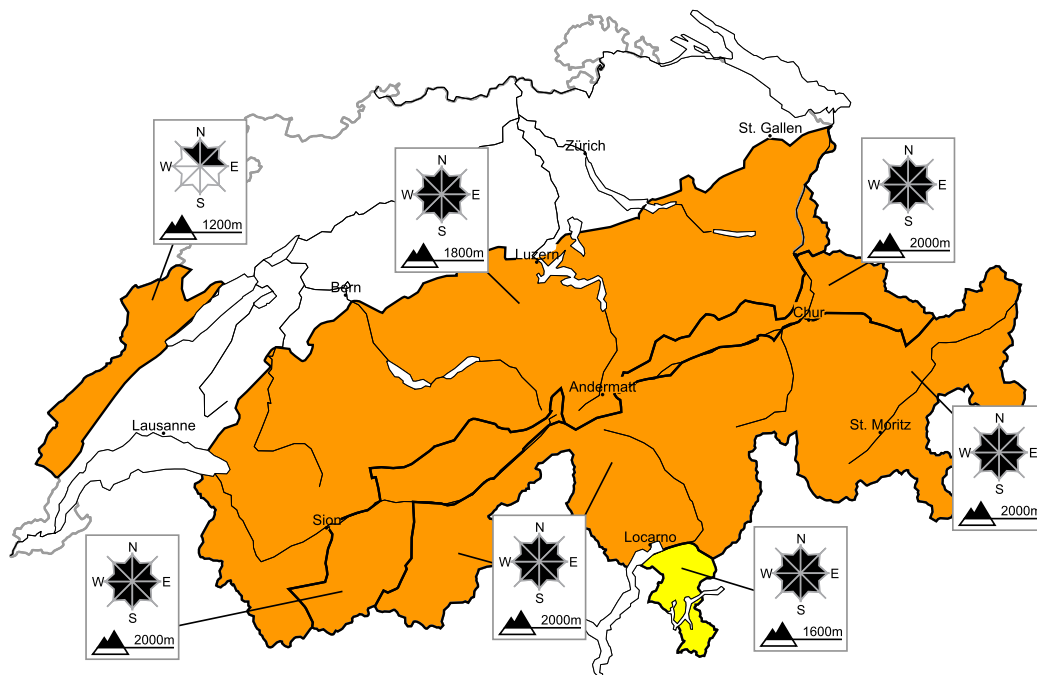 St. Gallen
N
W E
S
1200m
Zürich
N
W E
S
1800m
N
W E
S
2000m
Luzern
Bern
Chur
Andermatt
Lausanne
St. Moritz
N
W E
S
2000m
Sion
Locarno
N
W E
S
2000m
N
W E
S
2000m
N
W E
S
1600m